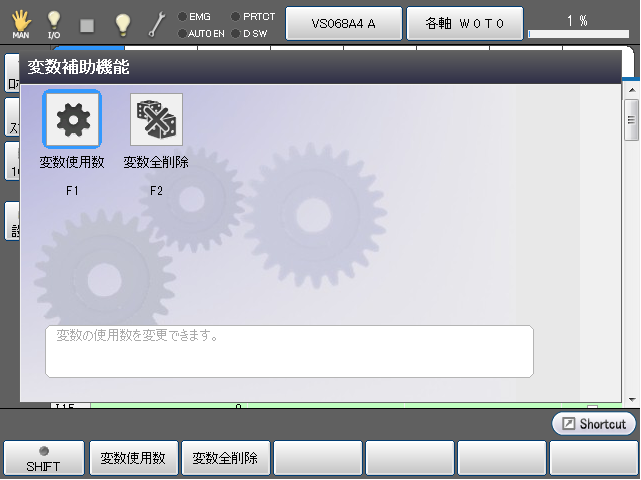 MAN
I/O
EMG
AUTO EN
PRTCT
D SW
VS068A4 A
各軸 W 0 T 0
1 %
変数補助機能
変数使用数
変数全削除
F1
F2
変数の使用数を変更できます。
Shortcut
SHIFT
変数使用数
変数全削除